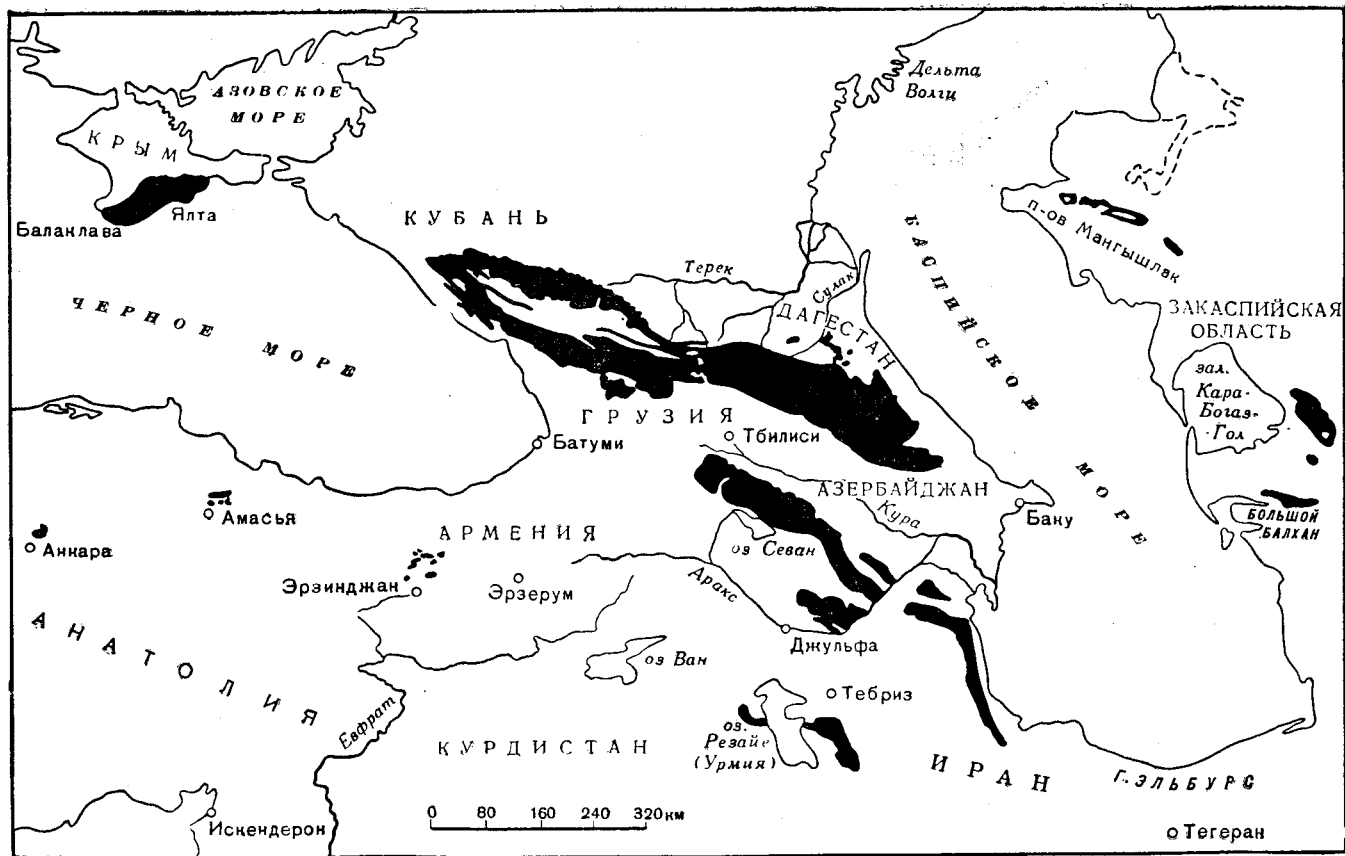 АЗОВСКОЕ
МОРЕ
Дельта
Волги
КРЫМ
Ялта
Балаклава
КУБАНЬ
Терек
Сулак
ДАГЕСТАН
КАСПИЙСКОЕ МОРЕ
п-ов Мангышлак
ЗАКАСПИЙСКАЯ
ОБЛАСТЬ
зал.
Кара-
Богаз-
Гол
ЧЕРНОЕ МОРЕ
ГРУЗИЯ
Тбилиси
Батуми
АЗЕРБАЙДЖАН
Кура
Баку
БОЛЬШОЙ
БАЛХАН
Амасья
Анкара
АРМЕНИЯ
оз Севан
Эрзинджан
Эрзерум
Аракс
Джульфа
АНАТОЛИЯ
оз Ван
Тебриз
Евфрат
КУРДИСТАН
оз.
Резайе
(Урмия)
ИРАН
Г. ЭЛЬБУРС
0 80 160 240 320 км
Искендерон
Тегеран